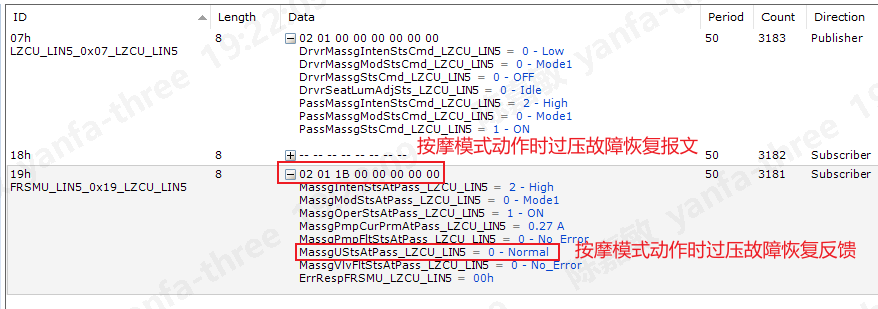 ID Length Data Period Count Direction
07h 8 02 01 00 00 00 00 00 00 50 3183 Publisher
LZCU_LIN5_0x07_LZCU_LIN5 DrvrMassgIntenStsCmd_LZCU_LIN5 = 0 - Low
DrvrMassgModStsCmd_LZCU_LIN5 = 0 - Mode1
DrvrMassgStsCmd_LZCU_LIN5 = 0 - OFF
DrvrSeatLumAdjSts_LZCU_LIN5 = 0 - Idle
PassMassgIntenStsCmd_LZCU_LIN5 = 2 - High
PassMassgModStsCmd_LZCU_LIN5 = 0 - Mode1
PassMassgStsCmd_LZCU_LIN5 = 1 - ON
按摩模式动作时过压故障恢复报文
18h 8 -- -- -- -- -- -- -- -- 50 3182 Subscriber
19h 8 02 01 1B 00 00 00 00 00 50 3181 Subscriber
FRSMU_LIN5_0x19_LZCU_LIN5 MassgIntenStsAtPass_LZCU_LIN5 = 2 - High
MassgModStsAtPass_LZCU_LIN5 = 0 - Mode1
MassgOperStsAtPass_LZCU_LIN5 = 1 - ON
MassgPmpCurPrmAtPass_LZCU_LIN5 = 0.27 A
MassgPmpFltStsAtPass_LZCU_LIN5 = 0 - No_Error
MassgUStsAtPass_LZCU_LIN5 = 0 - Normal 按摩模式动作时过压故障恢复反馈
MassgVlvFltStsAtPass_LZCU_LIN5 = 0 - No_Error
ErrRespFRSMU_LZCU_LIN5 = 00h